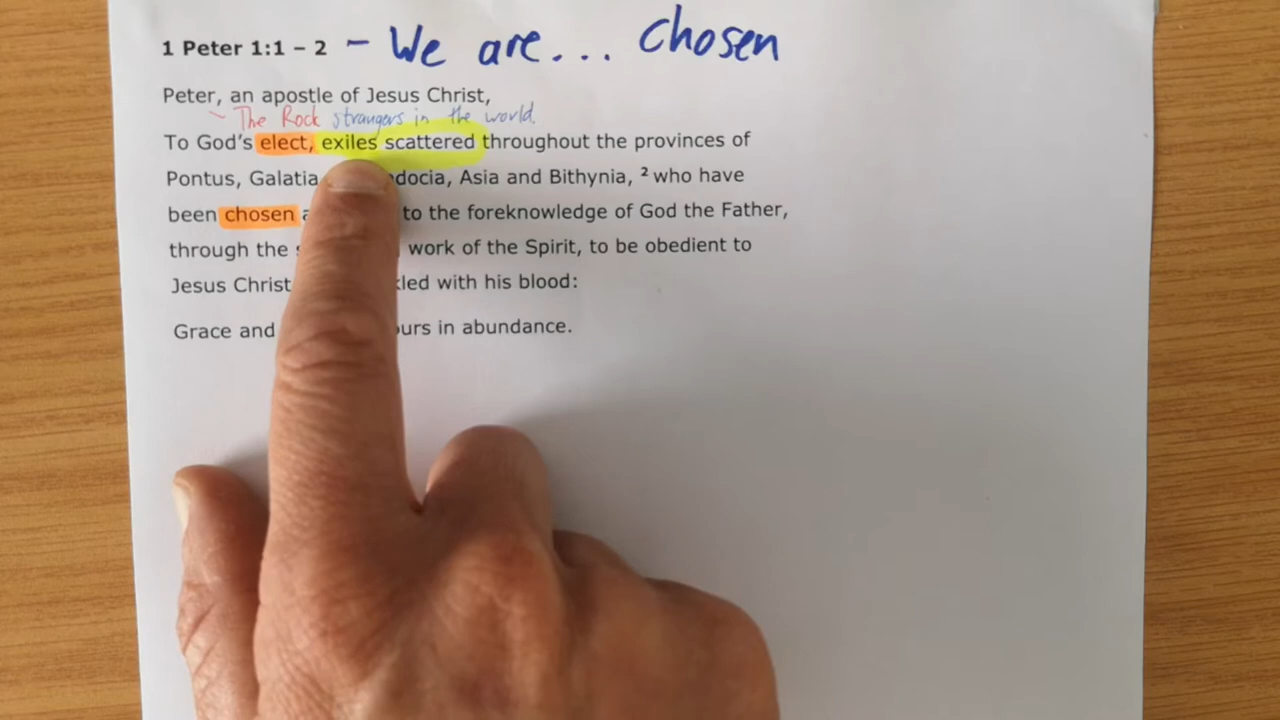 1 Peter 1:1 – 2 – We are... chosen
Peter, an apostle of Jesus Christ,
~ The Rock strangers in the world.
To God's elect, exiles scattered throughout the provinces of
Pontus, Galatia docia, Asia and Bithynia, ² who have
been chosen to the foreknowledge of God the Father,
through the work of the Spirit, to be obedient to
Jesus Christ with his blood:
Grace and in abundance.